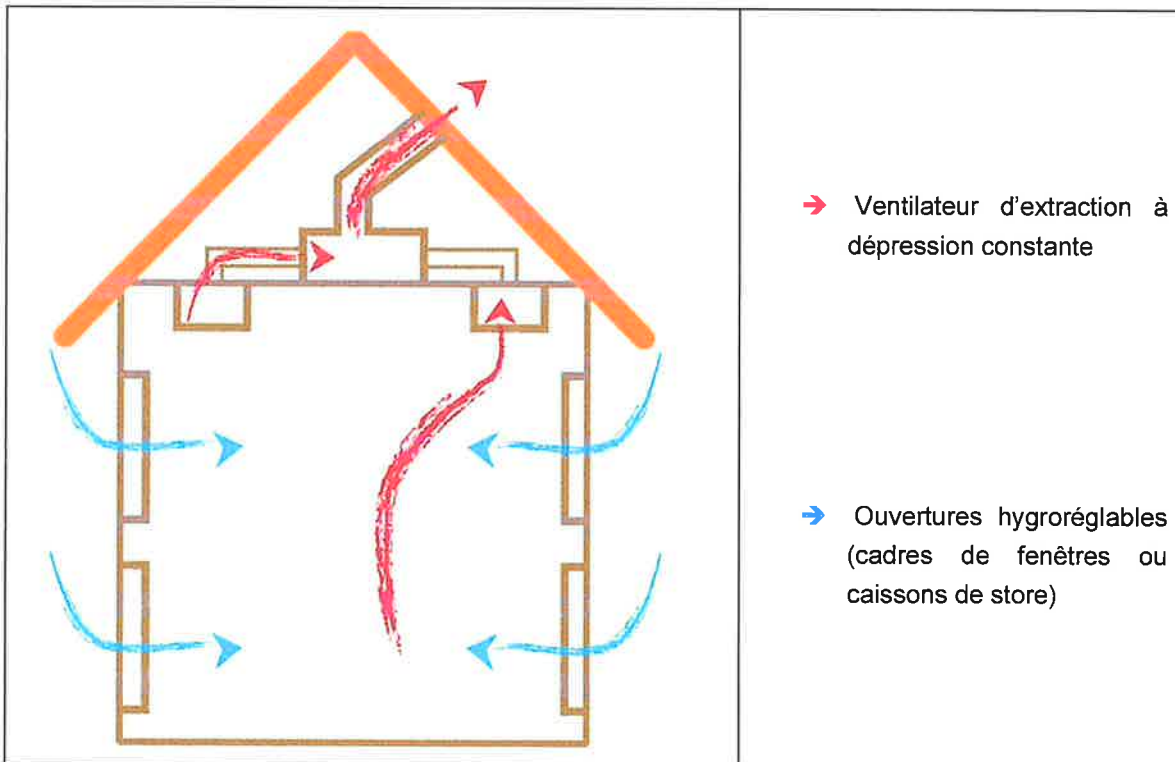 Ventilateur d'extraction à
dépression constante
Ouvertures hygroréglables
(cadres de fenêtres ou
caissons de store)